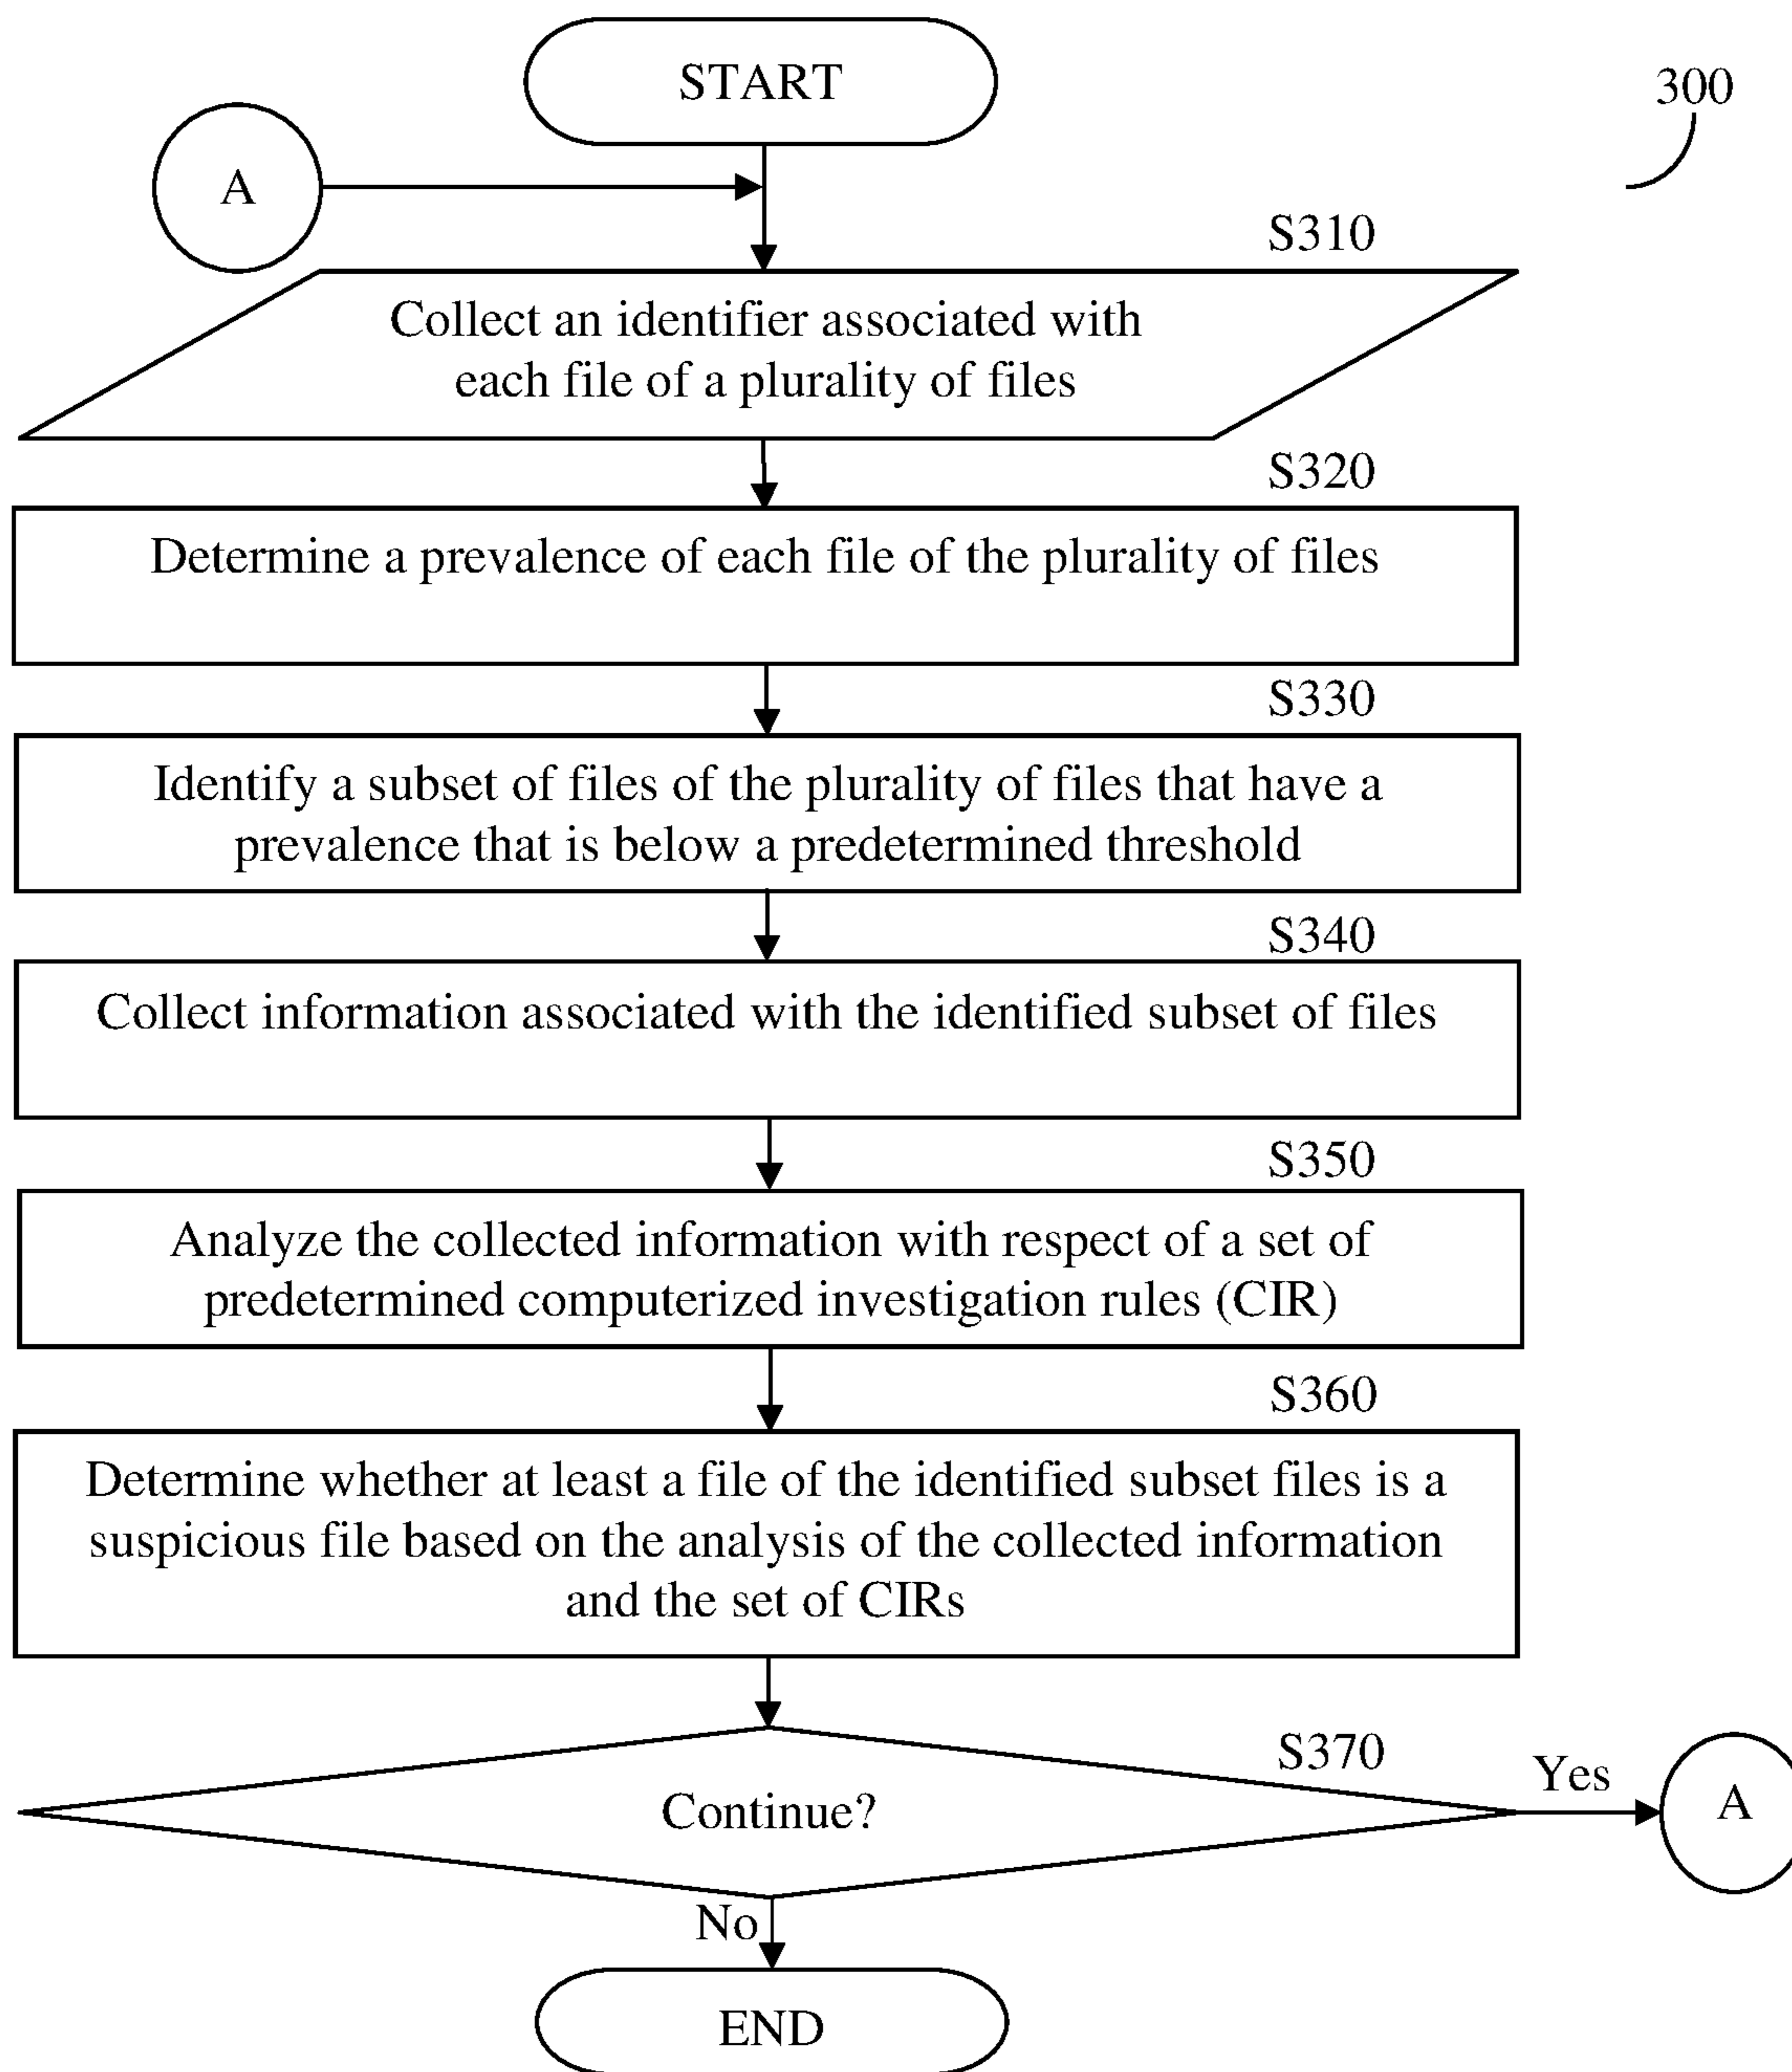 START
300
A
S310
Collect an identifier associated with
each file of a plurality of files
S320
Determine a prevalence of each file of the plurality of files
S330
Identify a subset of files of the plurality of files that have a
prevalence that is below a predetermined threshold
S340
Collect information associated with the identified subset of files
S350
Analyze the collected information with respect of a set of
predetermined computerized investigation rules (CIR)
S360
Determine whether at least a file of the identified subset files is a
suspicious file based on the analysis of the collected information
and the set of CIRs
S370
Continue?
Yes
A
No
END